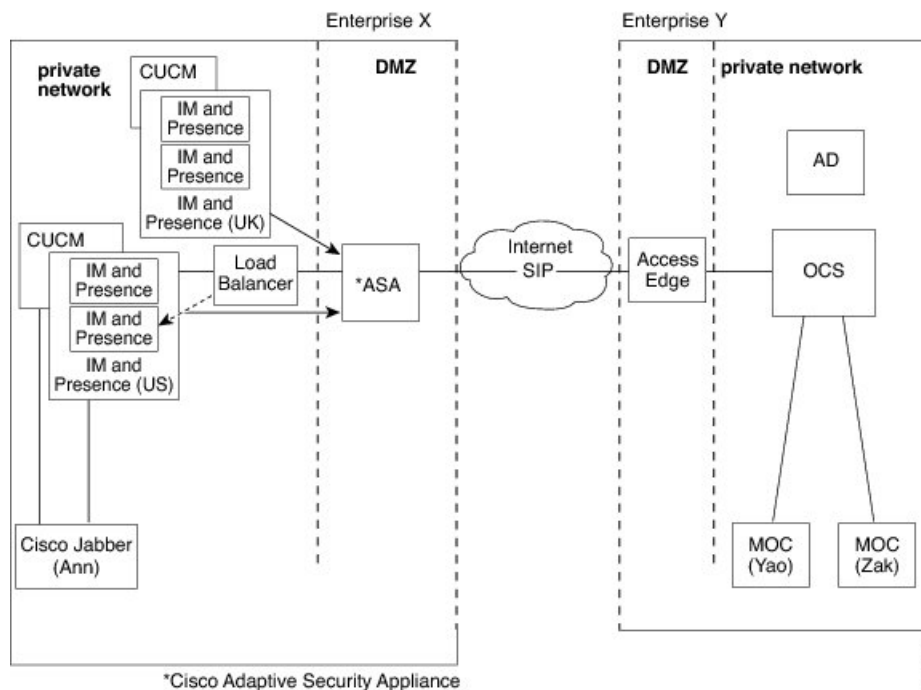 Enterprise X
Enterprise Y
private
network
DMZ
DMZ
private network
CUCM
IM and
Presence
IM and
Presence
IM and
Presence (UK)
AD
CUCM
IM and
Presence
IM and
Presence
IM and
Presence (US)
Load
Balancer
*ASA
Internet
SIP
Access
Edge
OCS
Cisco Jabber
(Ann)
MOC
(Yao)
MOC
(Zak)
*Cisco Adaptive Security Appliance